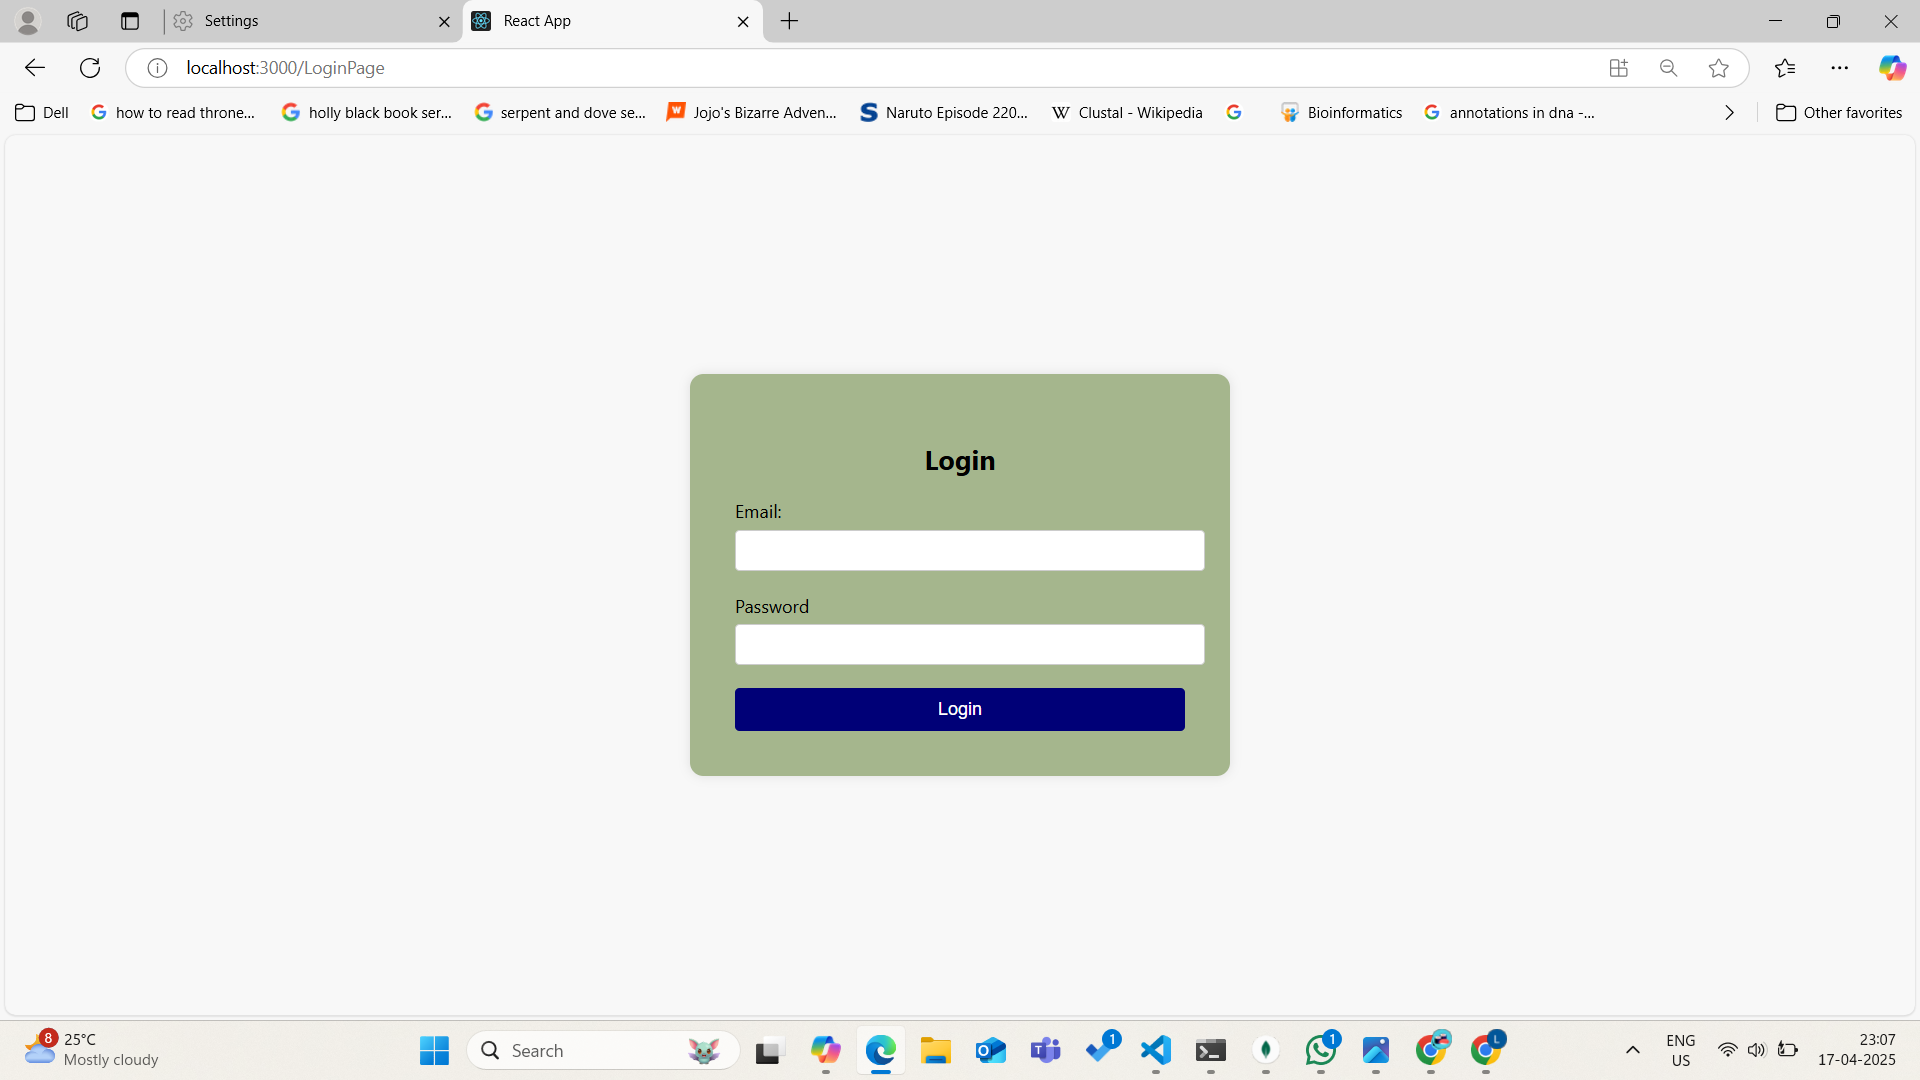 Settings
React App
localhost:3000/LoginPage
Dell
how to read throne...
holly black book ser...
serpent and dove se...
Jojo's Bizarre Adven...
Naruto Episode 220...
Clustal - Wikipedia
Bioinformatics
annotations in dna -...
Other favorites
Login
Email:
Password
Login
8
25°C
Mostly cloudy
Search
1
1
L
ENG
US
23:07
17-04-2025